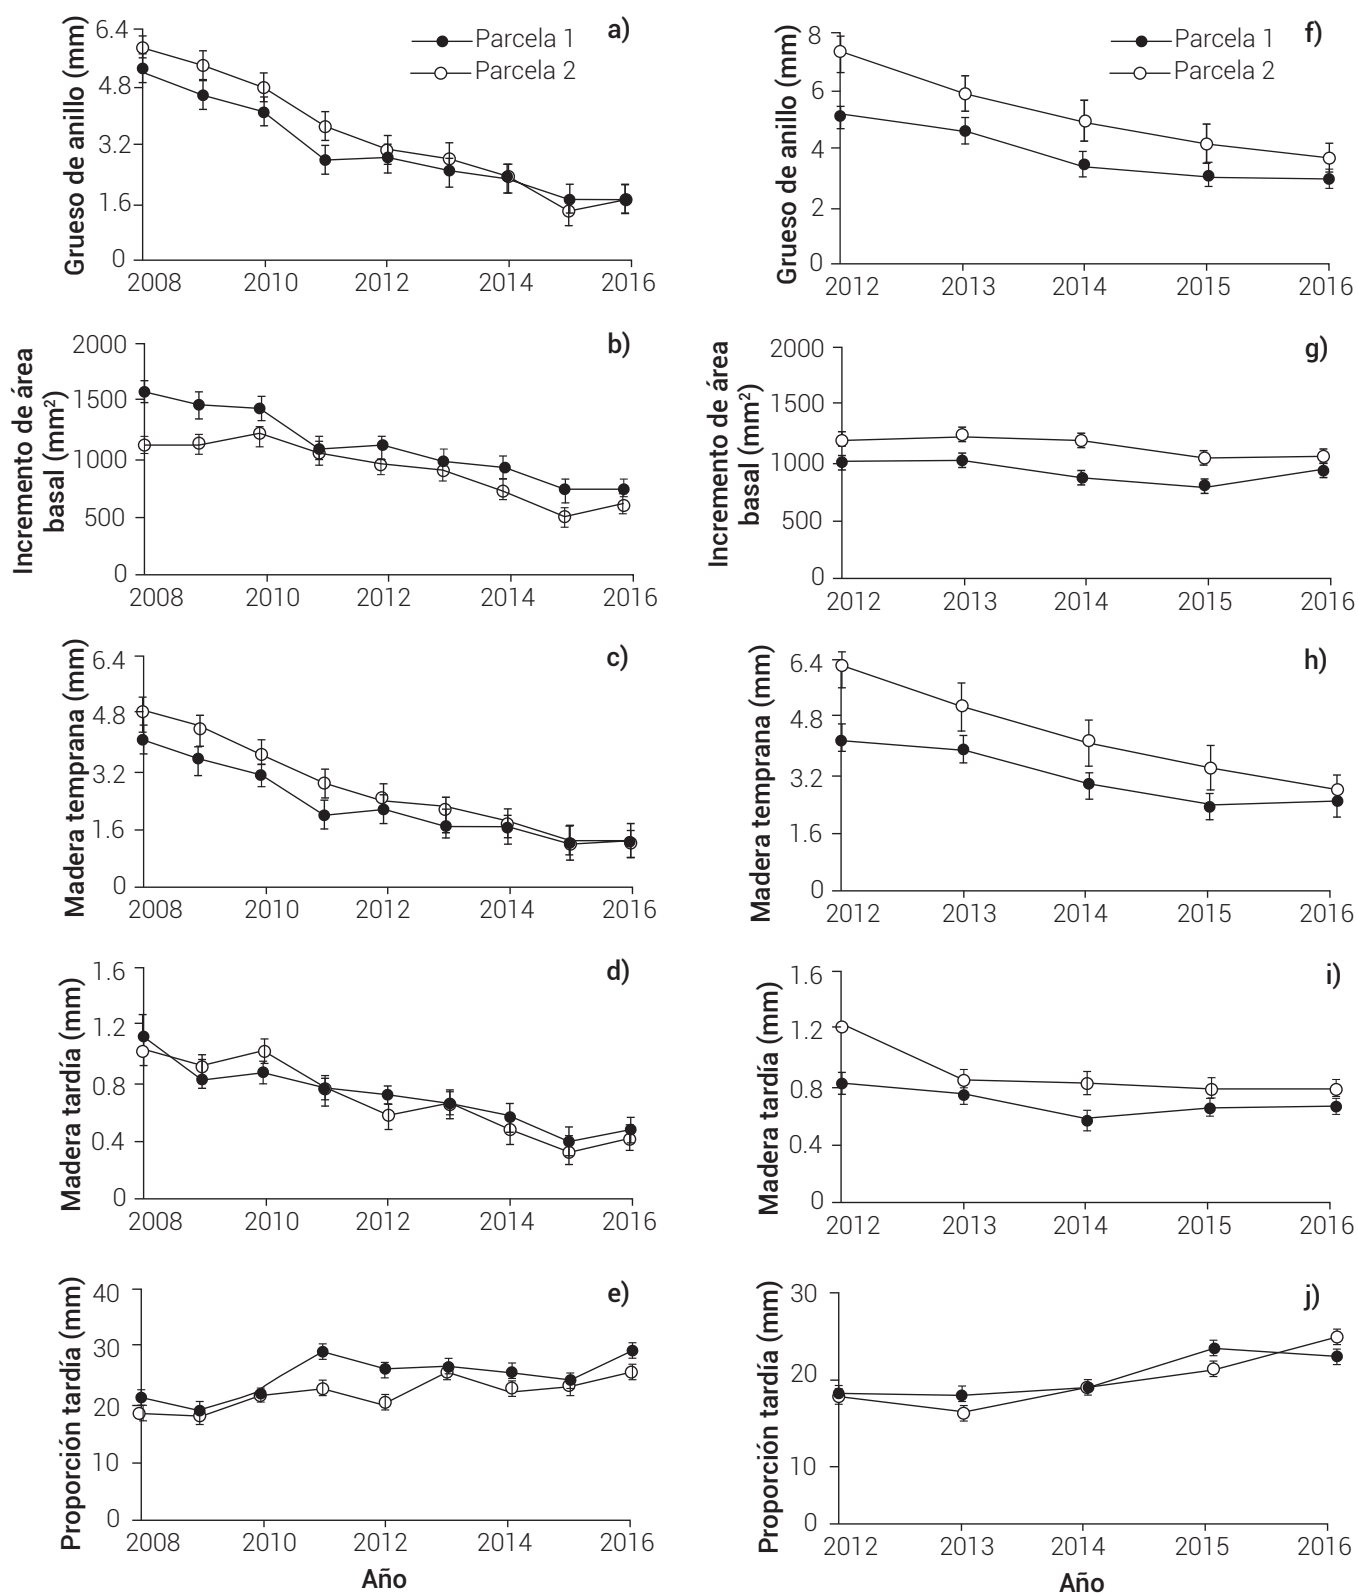 Grueso de anillo (mm)
6.4
4.8
3.2
1.6
0
a)
Parcela 1
Parcela 2
2008 2010 2012 2014 2016
Grueso de anillo (mm)
8
6
4
2
0
f)
Parcela 1
Parcela 2
2012 2013 2014 2015 2016
Incremento de área
basal (mm²)
2000
1500
1000
500
0
b)
2008 2010 2012 2014 2016
Incremento de área
basal (mm²)
2000
1500
1000
500
0
g)
2012 2013 2014 2015 2016
Madera temprana (mm)
6.4
4.8
3.2
1.6
0
c)
2008 2010 2012 2014 2016
Madera temprana (mm)
6.4
4.8
3.2
1.6
0
h)
2012 2013 2014 2015 2016
Madera tardía (mm)
1.6
1.2
0.8
0.4
0
d)
2008 2010 2012 2014 2016
Madera tardía (mm)
1.6
1.2
0.8
0.4
0
i)
2012 2013 2014 2015 2016
Proporción tardía (mm)
40
30
20
10
0
e)
2008 2010 2012 2014 2016
Año
Proporción tardía (mm)
30
20
10
0
j)
2012 2013 2014 2015 2016
Año